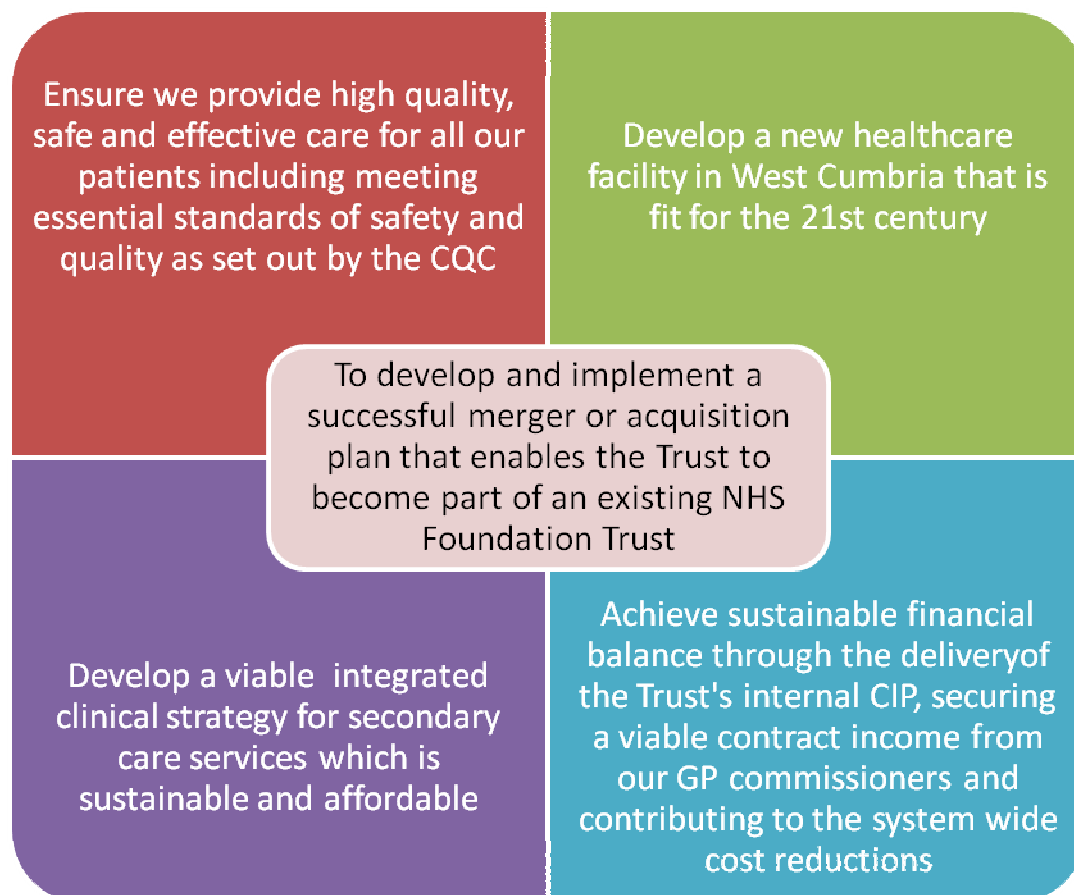 Ensure we provide high quality,
safe and effective care for all our
patients including meeting
essential standards of safety and
quality as set out by the CQC
Develop a new healthcare
facility in West Cumbria that is
fit for the 21st century
To develop and implement a
successful merger or acquisition
plan that enables the Trust to
become part of an existing NHS
Foundation Trust
Develop a viable  integrated
clinical strategy for secondary
care services which is
sustainable and affordable
Achieve sustainable financial
balance through the deliveryof
the Trust's internal CIP, securing
a viable contract income from
our GP commissioners and
contributing to the system wide
cost reductions